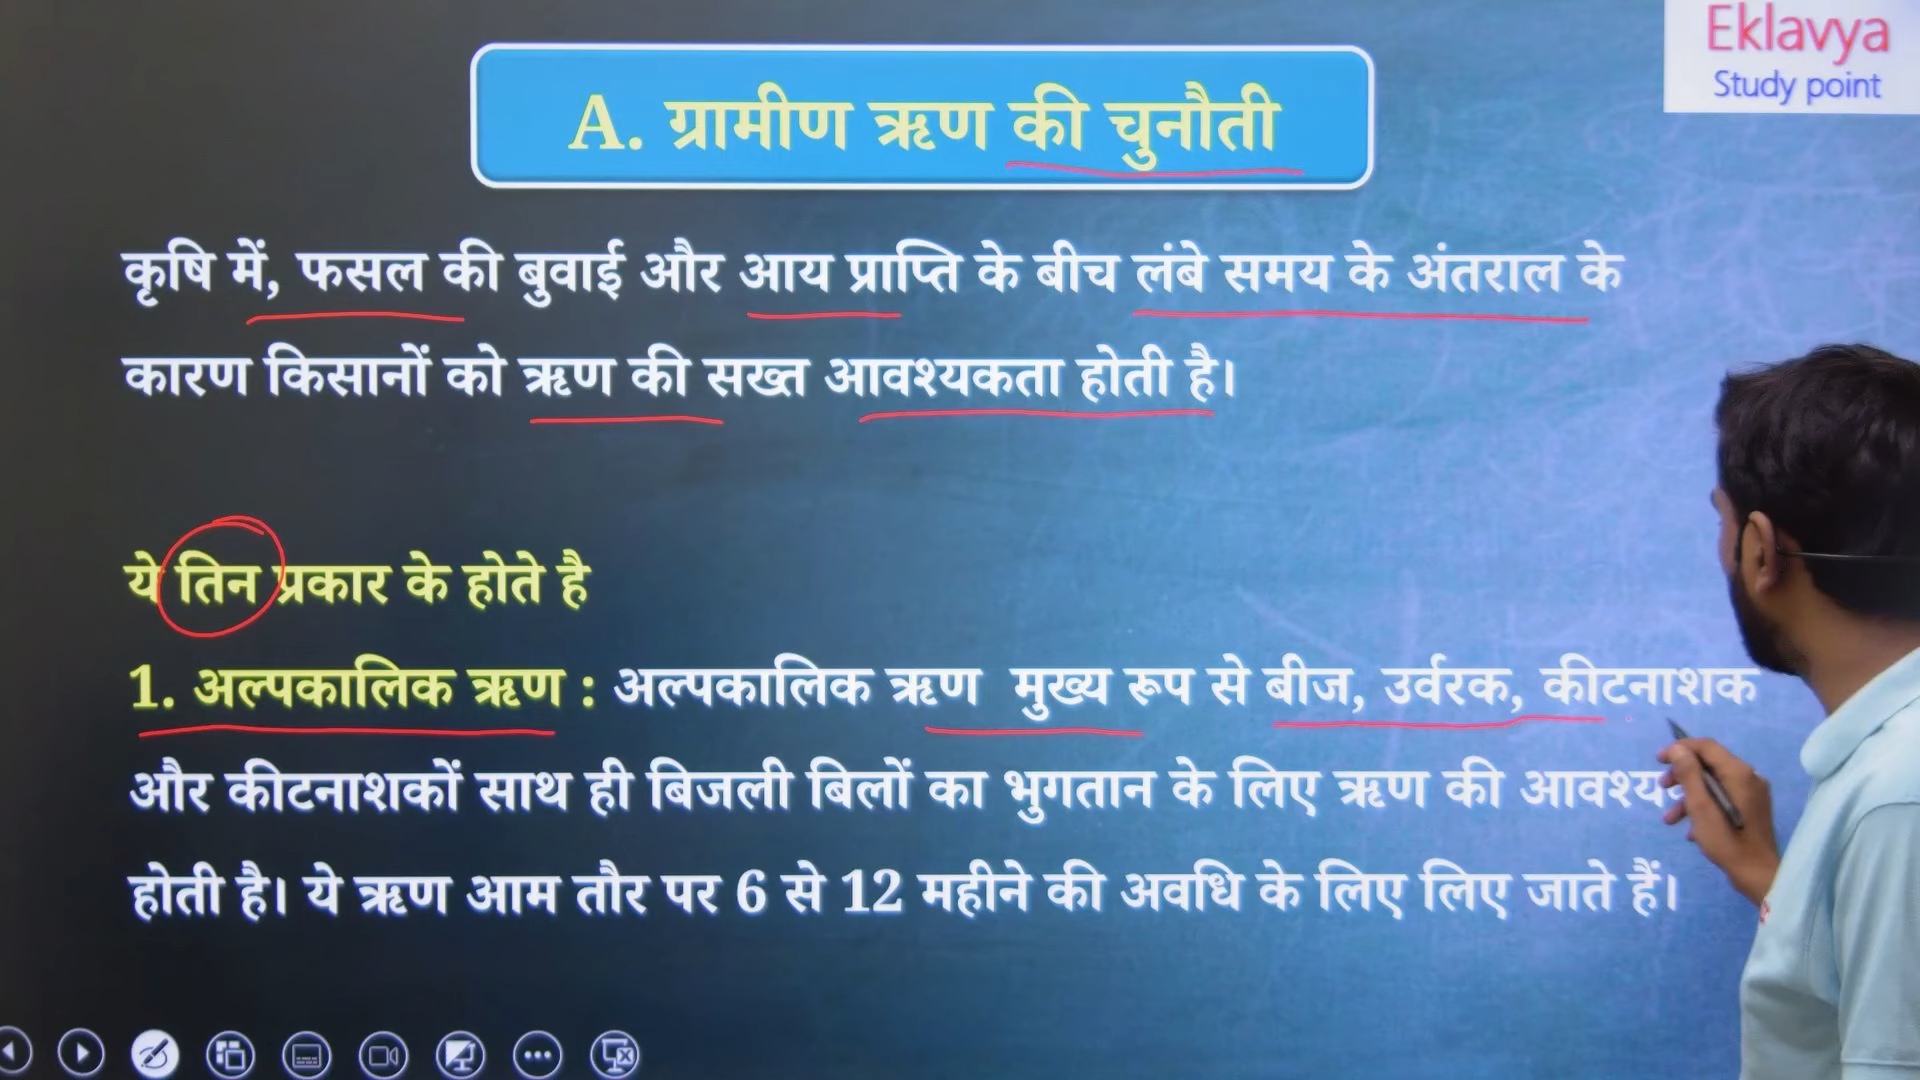 Eklavya
Study point
A. ग्रामीण ऋण की चुनौती
कृषि में, फसल की बुवाई और आय प्राप्ति के बीच लंबे समय के अंतराल के
कारण किसानों को ऋण की सख्त आवश्यकता होती है।
ये तिन प्रकार के होते है
1. अल्पकालिक ऋण : अल्पकालिक ऋण मुख्य रूप से बीज, उर्वरक, कीटनाशक
और कीटनाशकों साथ ही बिजली बिलों का भुगतान के लिए ऋण की
होती है। ये ऋण आम तौर पर 6 से 12 महीने की अवधि के लिए लिए जाते हैं।